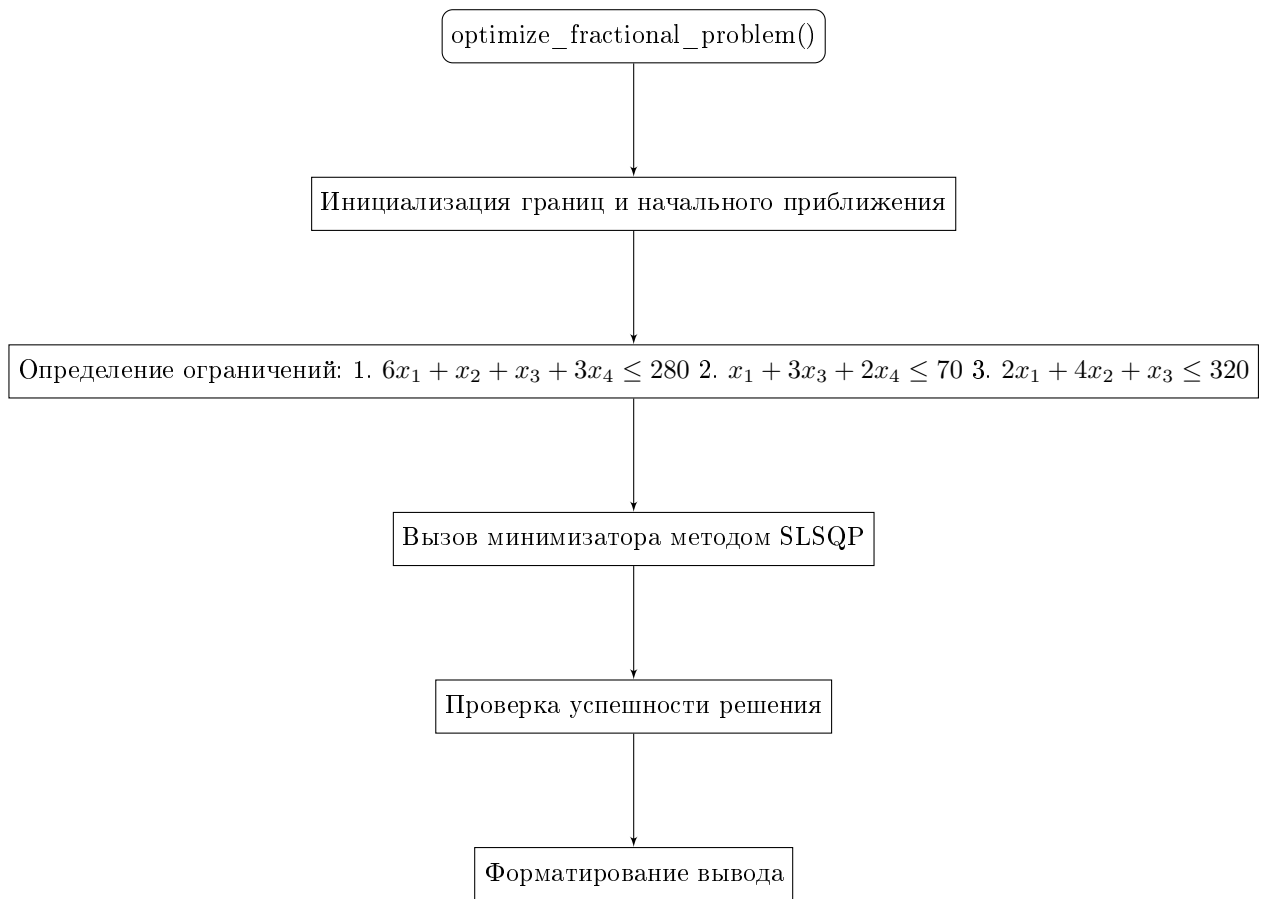 optimize_fractional_problem()
Инициализация границ и начального приближения
Определение ограничений: 1. 6x₁ + x₂ + x₃ + 3x₄ ≤ 280 2. x₁ + 3x₃ + 2x₄ ≤ 70 3. 2x₁ + 4x₂ + x₃ ≤ 320
Вызов минимизатора методом SLSQP
Проверка успешности решения
Форматирование вывода